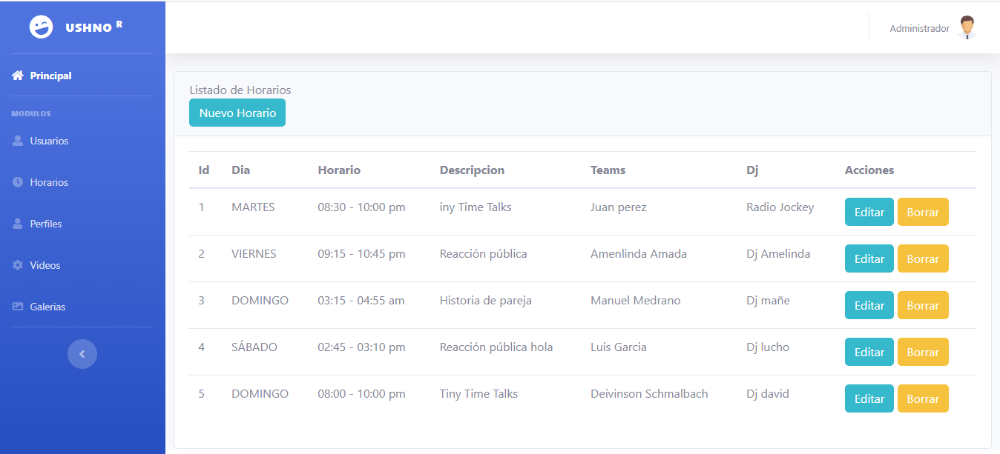 USHNO R
Administrador
Principal
MODULOS
Usuarios
Horarios
Perfiles
Videos
Galerias
Listado de Horarios
Nuevo Horario
Id Dia Horario Descripcion Teams Dj Acciones
1 MARTES 08:30 - 10:00 pm iny Time Talks Juan perez Radio Jockey Editar Borrar
2 VIERNES 09:15 - 10:45 pm Reacción pública Amenlinda Amada Dj Amelinda Editar Borrar
3 DOMINGO 03:15 - 04:55 am Historia de pareja Manuel Medrano Dj mañe Editar Borrar
4 SÁBADO 02:45 - 03:10 pm Reacción pública hola Luis Garcia Dj lucho Editar Borrar
5 DOMINGO 08:00 - 10:00 pm Tiny Time Talks Deivinson Schmalbach Dj david Editar Borrar